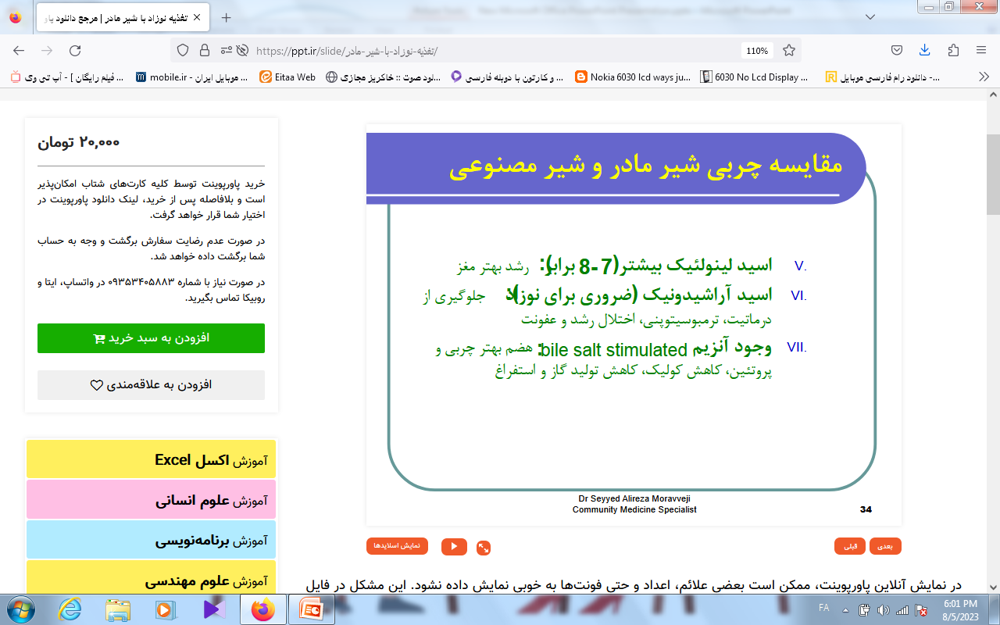 تغذیه نوزاد با شیر مادر | مرجع دانلود پاو
https://ppt.ir/slide/تغذیه-نوزاد-با-شیر-مادر/
110%
... فیلم رایگان ] - آپ تی وی
mobile.ir - موبایل ایران ...
Eitaa Web
...لود صوت :: خاکریز مجازی
... و کارتون با دوبله فارسی
Nokia 6030 lcd ways ju...
6030 No Lcd Display ...
...- دانلود رام فارسی موبایل
۲۰,۰۰۰ تومان
خرید پاورپوینت توسط کلیه کارت‌های شتاب امکان‌پذیر
است و بلافاصله پس از خرید، لینک دانلود پاورپوینت در
اختیار شما قرار خواهد گرفت.
در صورت عدم رضایت سفارش برگشت و وجه به حساب
شما برگشت داده خواهد شد.
در صورت نیاز با شماره ۰۹۳۵۳۴۰۵۸۸۳ در واتساپ، ایتا و
روبیکا تماس بگیرید.
افزودن به سبد خرید
افزودن به علاقه‌مندی
آموزش اکسل Excel
آموزش علوم انسانی
آموزش برنامه‌نویسی
آموزش علوم مهندسی
مقایسه چربی شیر مادر و شیر مصنوعی
V. اسید لینولئیک بیشتر(7-8 برابر): رشد بهتر مغز
VI. اسید آراشیدونیک (ضروری برای نوزاد): جلوگیری از
درماتیت، ترمبوسیتوپنی، اختلال رشد و عفونت
VII. وجود آنزیم bile salt stimulated: هضم بهتر چربی و
پروتئین، کاهش کولیک، کاهش تولید گاز و استفراغ
Dr Seyyed Alireza Moravveji
Community Medicine Specialist
34
نمایش اسلایدها
قبلی
بعدی
در نمایش آنلاین پاورپوینت، ممکن است بعضی علائم، اعداد و حتی فونت‌ها به خوبی نمایش داده نشود. این مشکل در فایل
FA
6:01 PM
8/5/2023